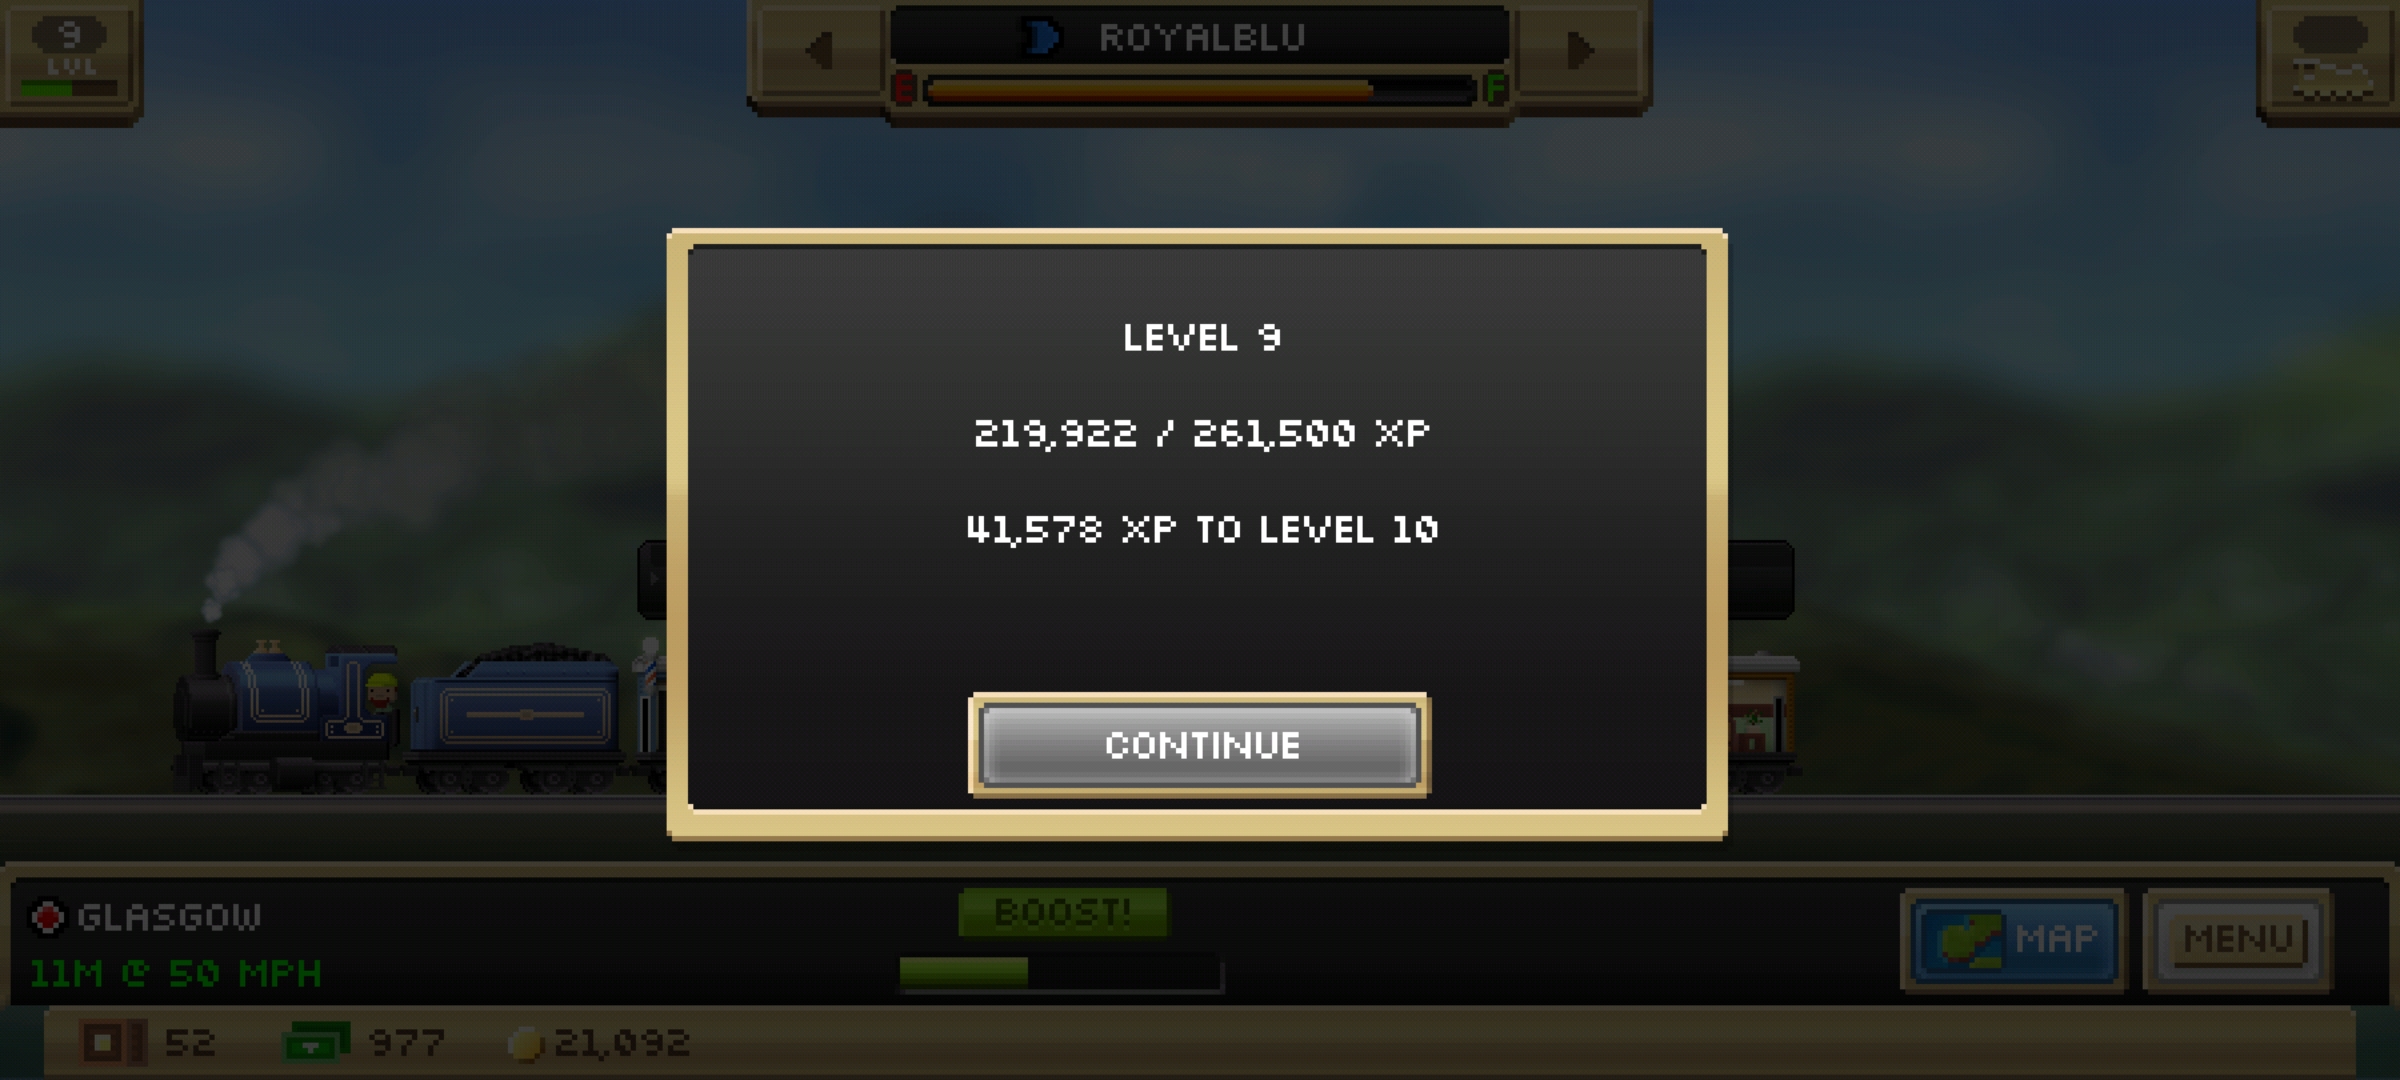 9
LVL
ROYALBLU
E F
LEVEL 9
219,922 / 261,500 XP
41,578 XP TO LEVEL 10
CONTINUE
GLASGOW
11M @ 50 MPH
BOOST!
MAP
MENU
52 977 21,092